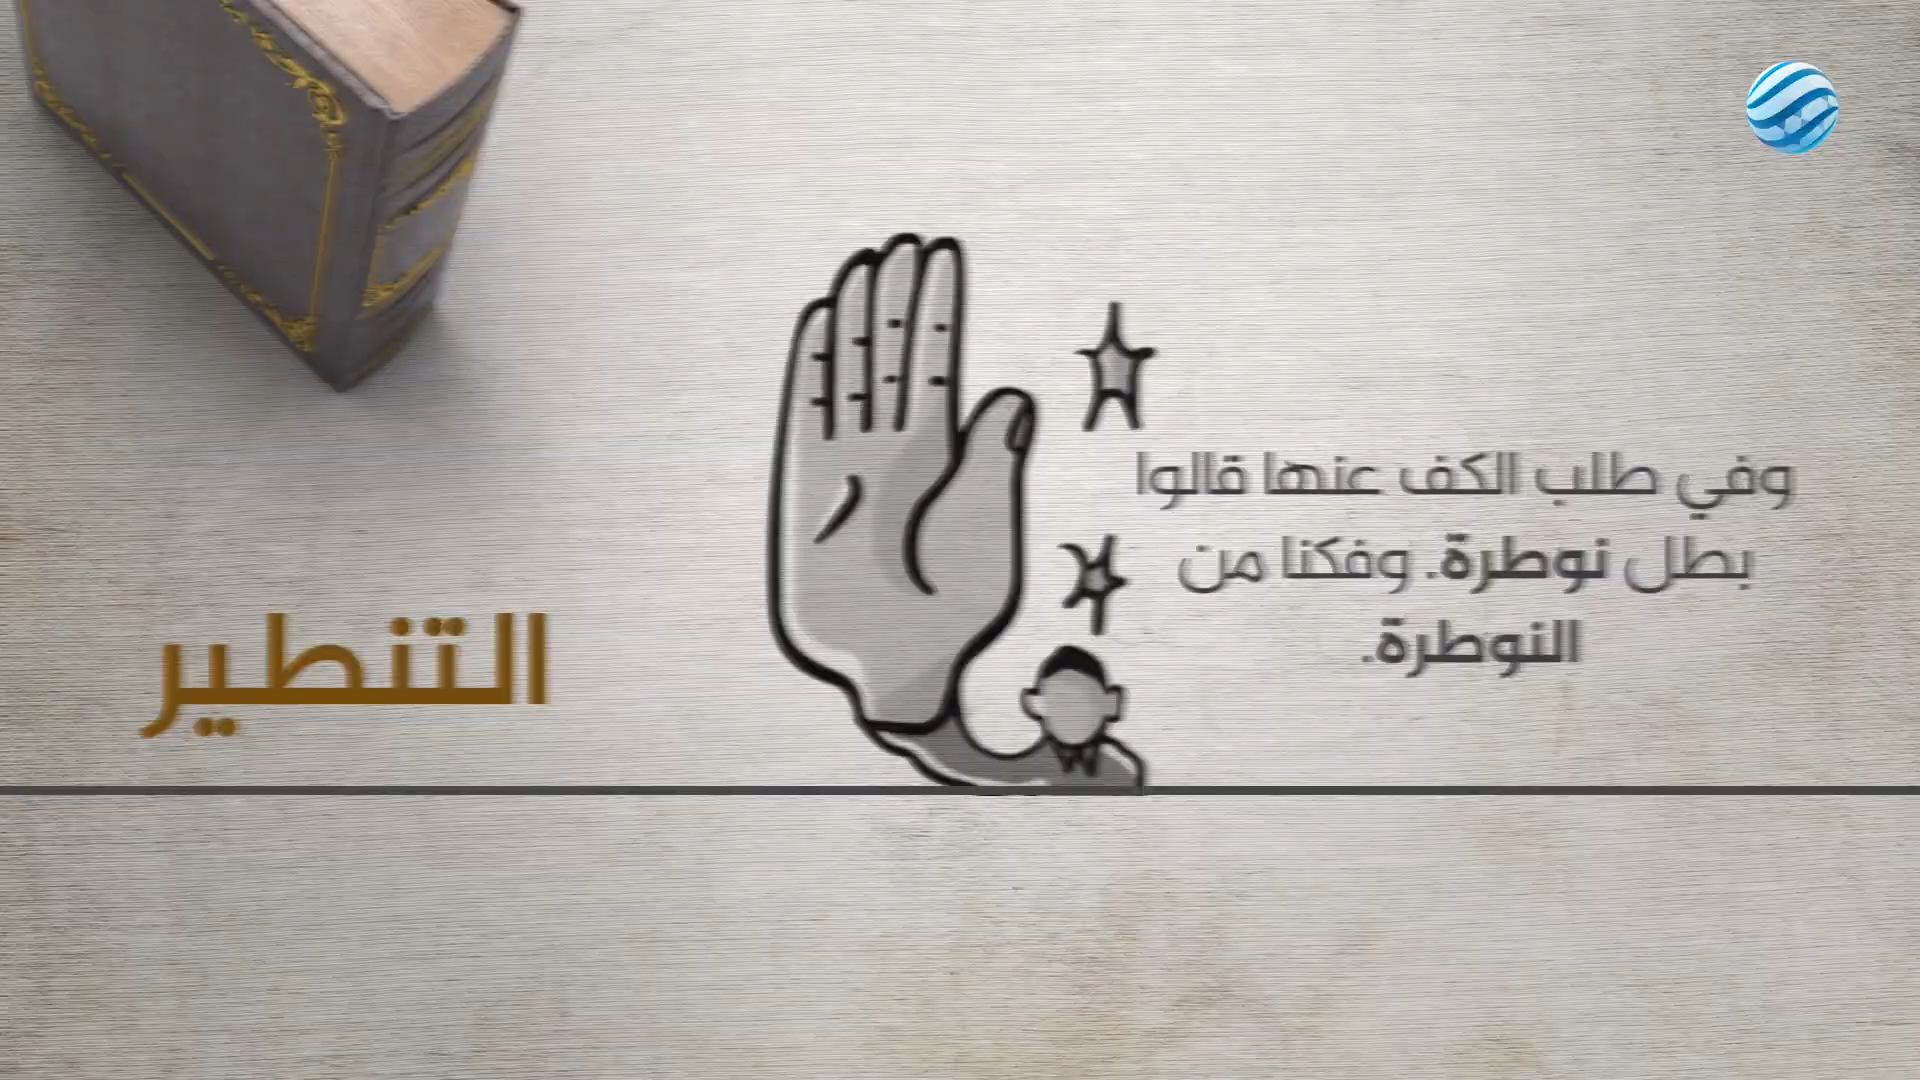 وفي طلب الكف عنها قالوا
بطل نوطرة. وفكنا من
النوطرة.
التنطير